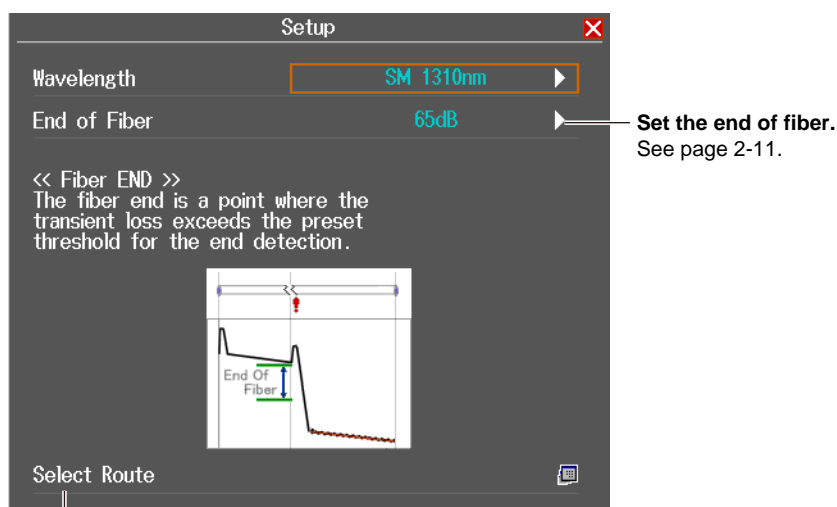 Setup
Wavelength SM 1310nm
End of Fiber 65dB
Set the end of fiber.
See page 2-11.
<< Fiber END >>
The fiber end is a point where the
transient loss exceeds the preset
threshold for the end detection.
End Of
Fiber
Select Route